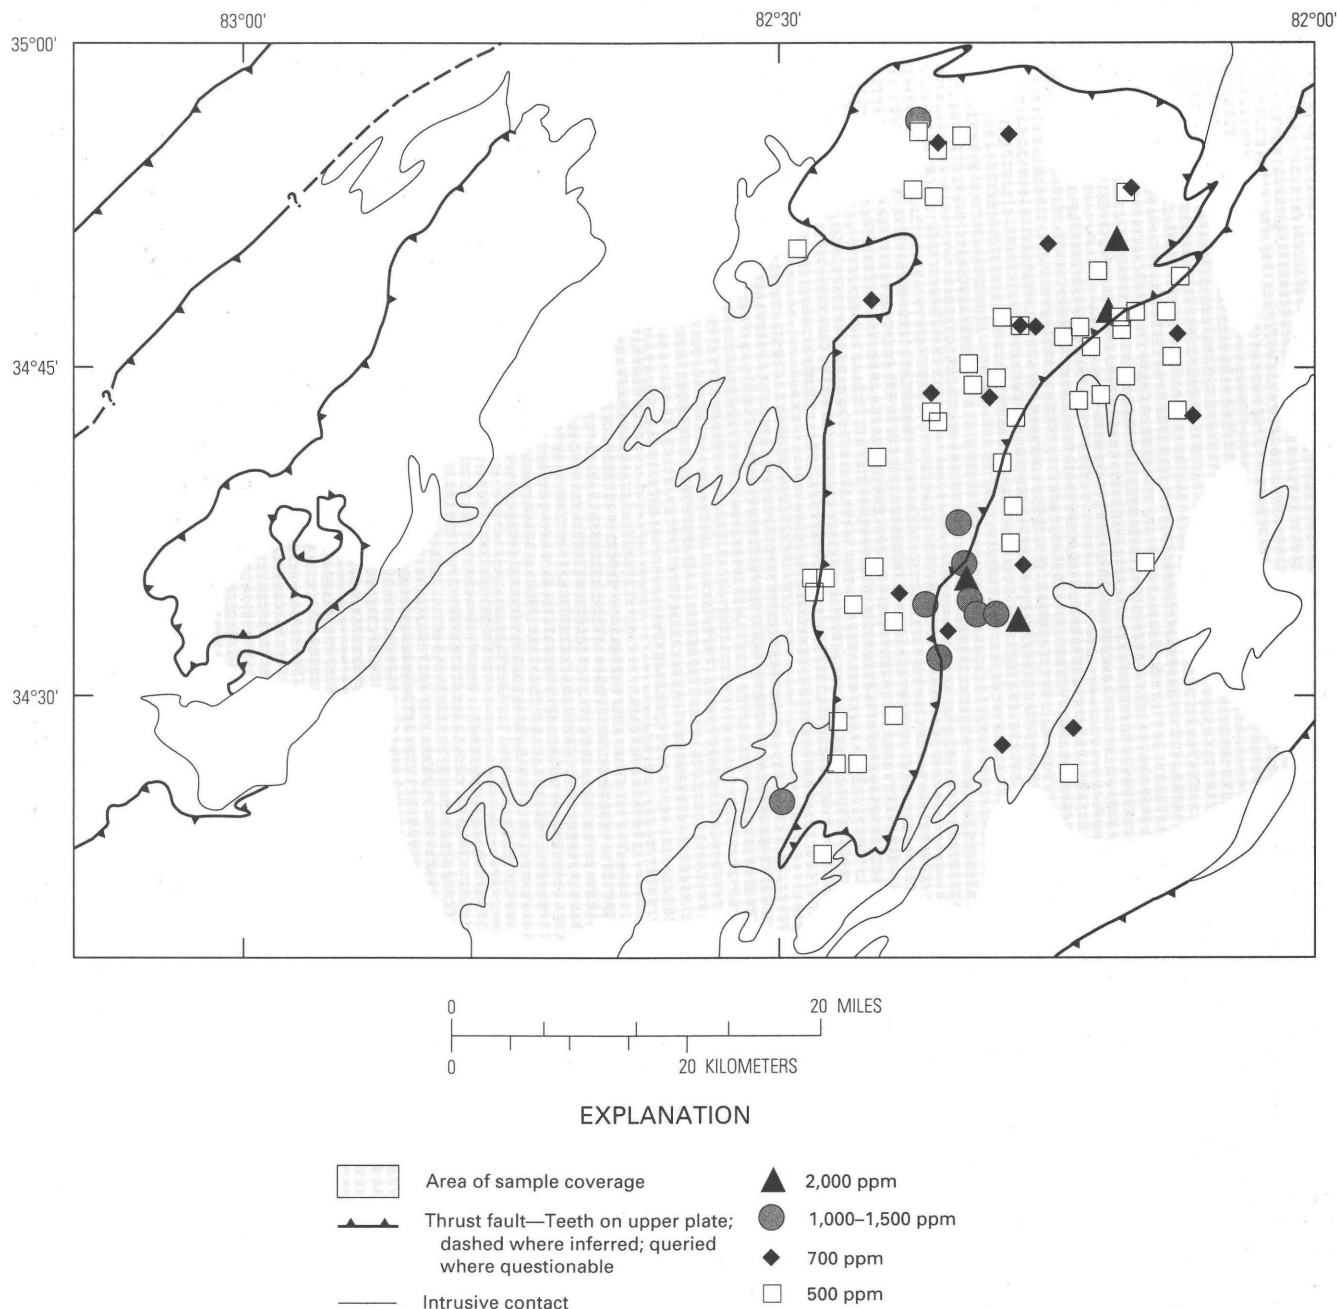 83°00'
82°30'
82°00'
35°00'
?
34°45'
?
34°30'
0
20 MILES
0
20 KILOMETERS
EXPLANATION
Area of sample coverage
2,000 ppm
Thrust fault—Teeth on upper plate;
dashed where inferred; queried
where questionable
1,000–1,500 ppm
700 ppm
Intrusive contact
500 ppm